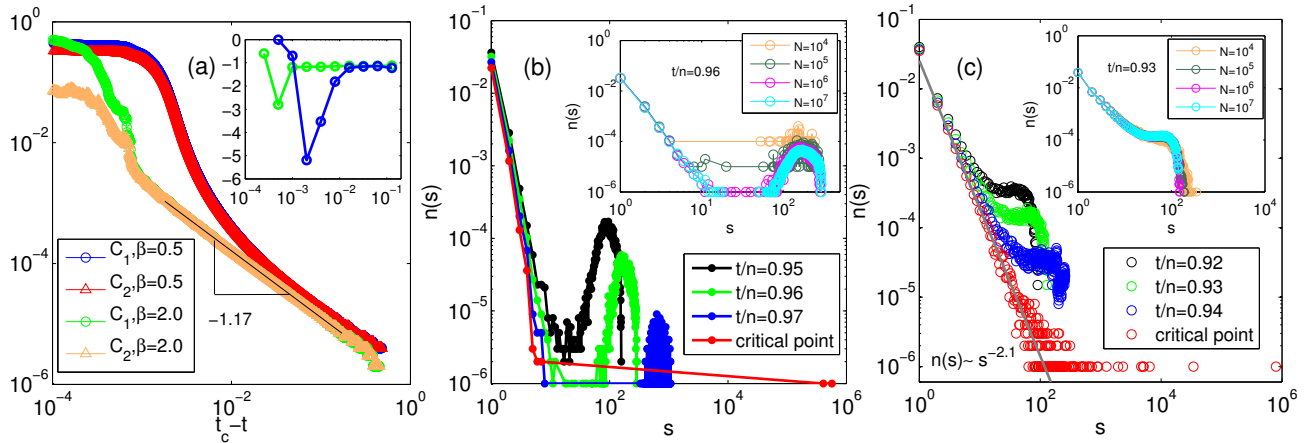 (a)
10^0
10^-2
10^-4
10^-6
10^-4
10^-2
10^0
t_c−t
0
−1
−2
−3
−4
−5
−6
10^-4
10^-3
10^-2
10^-1
C_1,β=0.5
C_2,β=0.5
C_1,β=2.0
C_2,β=2.0
−1.17
(b)
n(s)
10^-1
10^-2
10^-3
10^-4
10^-5
10^-6
10^0
10^2
10^4
10^6
s
t/n=0.96
n(s)
10^0
10^-2
10^-4
10^-6
10^0
10^1
10^2
s
N=10^4
N=10^5
N=10^6
N=10^7
t/n=0.95
t/n=0.96
t/n=0.97
critical point
(c)
n(s)
10^-1
10^-2
10^-3
10^-4
10^-5
10^-6
10^0
10^2
10^4
10^6
10^8
s
t/n=0.93
n(s)
10^0
10^-2
10^-4
10^-6
10^0
10^2
10^4
s
N=10^4
N=10^5
N=10^6
N=10^7
t/n=0.92
t/n=0.93
t/n=0.94
critical point
n(s)~ s^−2.1